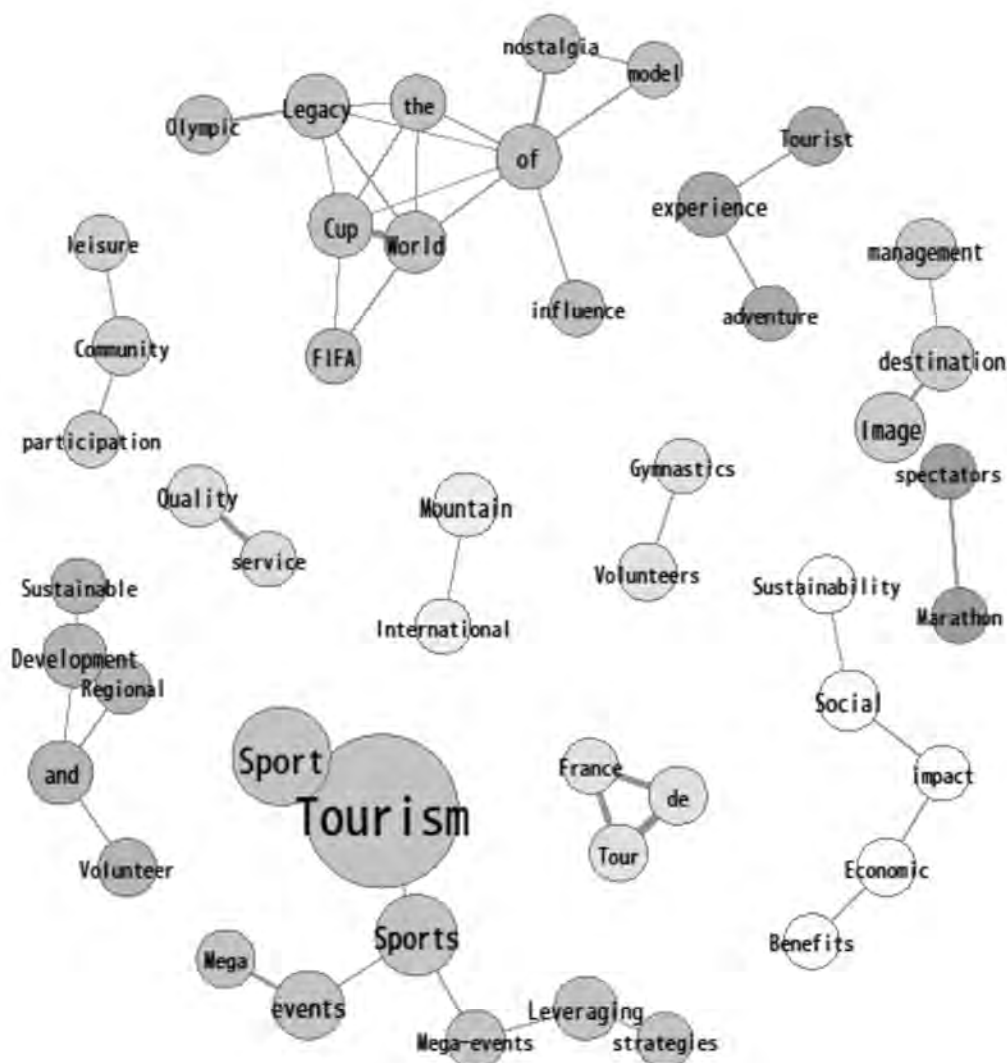 nostalgia
model
Legacy
the
Olympic
of
Tourist
experience
Cup
World
leisure
management
influence
adventure
Community
FIFA
destination
participation
Image
Gymnastics
spectators
Quality
Mountain
service
Volunteers
Sustainable
Sustainability
Marathon
International
Development
Regional
Social
Sport
France
and
impact
de
Tourism
Tour
Volunteer
Economic
Sports
Benefits
Mega
events
Leveraging
Mega-events
strategies